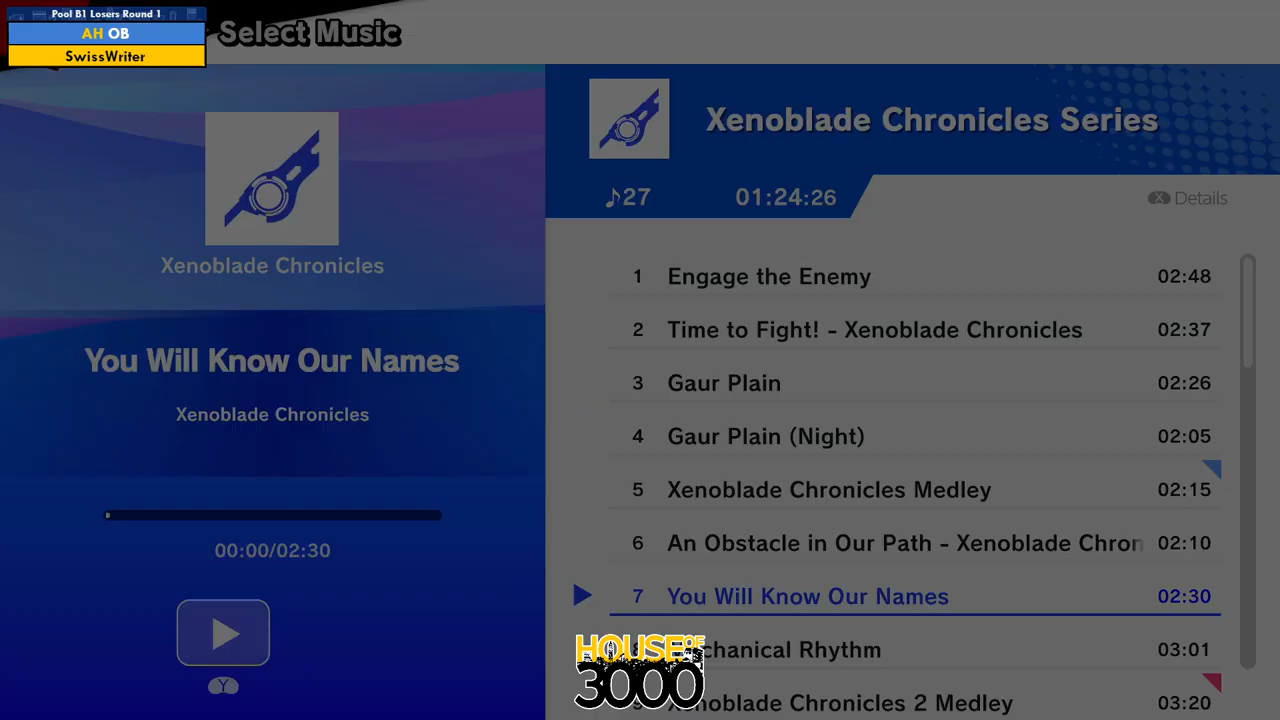 Pool B1 Losers Round 1
AH OB
SwissWriter
Select Music
Xenoblade Chronicles
You Will Know Our Names
Xenoblade Chronicles
00:00/02:30
Y
Xenoblade Chronicles Series
♪27 01:24:26
X Details
1 Engage the Enemy 02:48
2 Time to Fight! - Xenoblade Chronicles 02:37
3 Gaur Plain 02:26
4 Gaur Plain (Night) 02:05
5 Xenoblade Chronicles Medley 02:15
6 An Obstacle in Our Path - Xenoblade Chron 02:10
7 You Will Know Our Names 02:30
chanical Rhythm 03:01
noblade Chronicles 2 Medley 03:20
HOUSE OF
3000